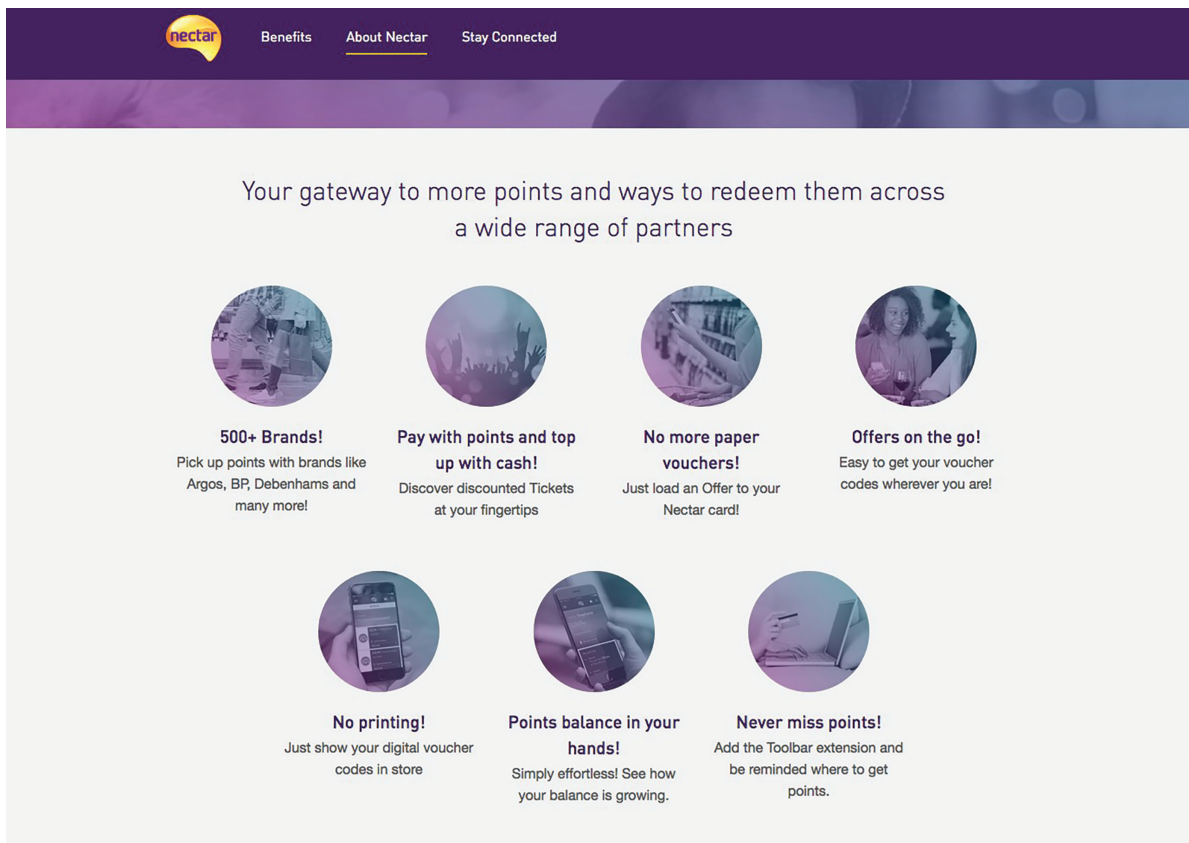 nectar
Benefits
About Nectar
Stay Connected
Your gateway to more points and ways to redeem them across
a wide range of partners
500+ Brands!
Pick up points with brands like
Argos, BP, Debenhams and
many more!
Pay with points and top
up with cash!
Discover discounted Tickets
at your fingertips
No more paper
vouchers!
Just load an Offer to your
Nectar card!
Offers on the go!
Easy to get your voucher
codes wherever you are!
No printing!
Just show your digital voucher
codes in store
Points balance in your
hands!
Simply effortless! See how
your balance is growing.
Never miss points!
Add the Toolbar extension and
be reminded where to get
points.